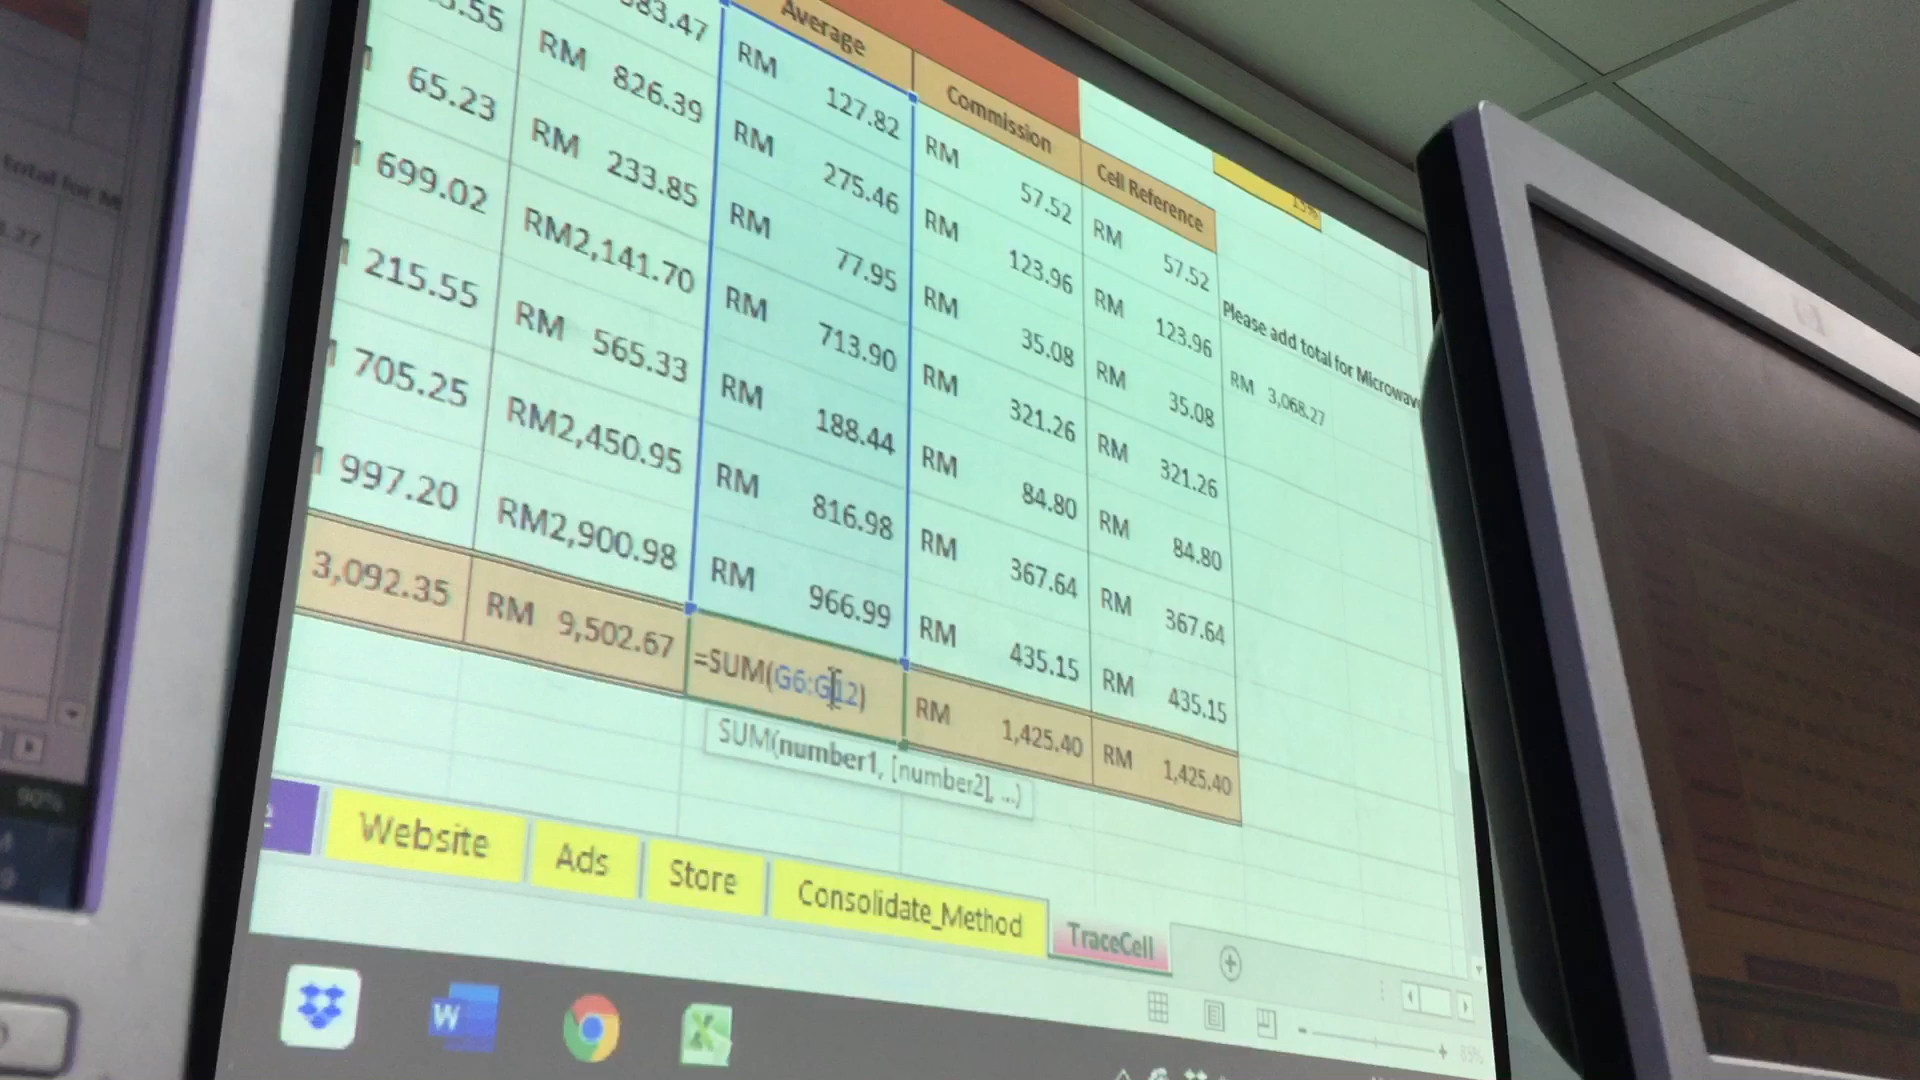 Average Commission Cell Reference 15%
RM 127.82 RM 57.52 RM 57.52
65.23 RM 826.39 RM 275.46 RM 123.96 RM 123.96
699.02 RM 233.85 RM 77.95 RM 35.08 RM 35.08
215.55 RM2,141.70 RM 713.90 RM 321.26 RM 321.26
705.25 RM 565.33 RM 188.44 RM 84.80 RM 84.80
997.20 RM2,450.95 RM 816.98 RM 367.64 RM 367.64
RM2,900.98 RM 966.99 RM 435.15 RM 435.15
3,092.35 RM 9,502.67 =SUM(G6:G12) RM 1,425.40 RM 1,425.40
SUM(number1, [number2], ...)
Please add total for Microwav
RM 3,068.27
Website Ads Store Consolidate_Method TraceCell
total for M
90%